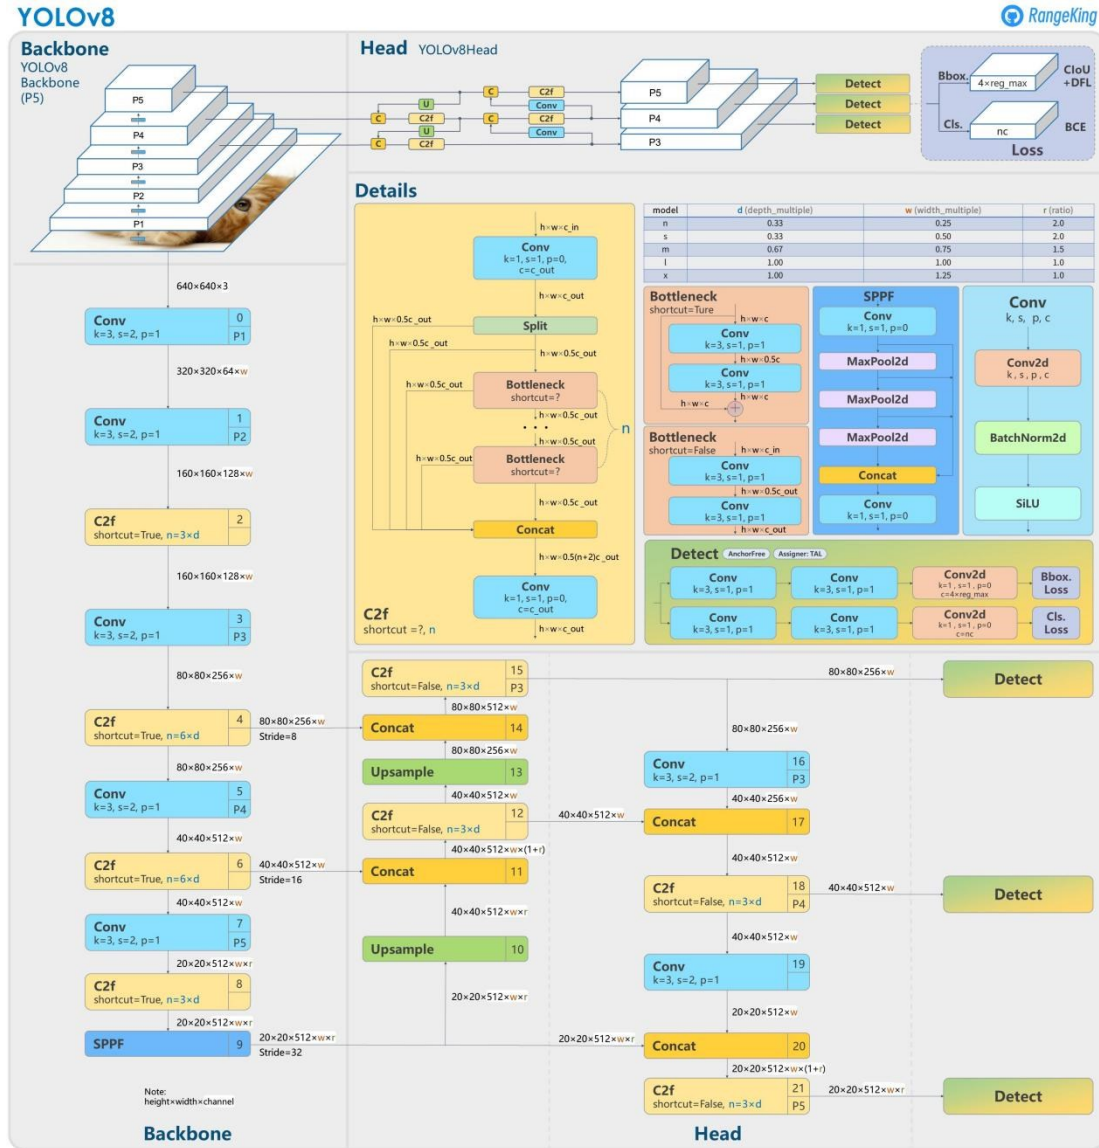 YOLOv8
RangeKing
Backbone
YOLOv8
Backbone
(P5)
P5
P4
P3
P2
P1
Head YOLOv8Head
C
C2f
U
Conv
C
C2f
C
C2f
U
Conv
C
C2f
P5
P4
P3
Detect
Detect
Detect
Bbox.
4×reg_max
CIoU
+DFL
Cls.
nc
BCE
Loss
Details
h×w×c_in
Conv
k=1, s=1, p=0,
c=c_out
h×w×c_out
h×w×0.5c_out
Split
h×w×0.5c_out
h×w×0.5c_out
h×w×0.5c_out
Bottleneck
shortcut=?
h×w×0.5c_out
• • •
n
h×w×0.5c_out
h×w×0.5c_out
Bottleneck
shortcut=?
h×w×0.5c_out
Concat
h×w×0.5(n+2)c_out
Conv
k=1, s=1, p=0,
c=c_out
h×w×c_out
C2f
shortcut =?, n
model d (depth_multiple) w (width_multiple) r (ratio)
n 0.33 0.25 2.0
s 0.33 0.50 2.0
m 0.67 0.75 1.5
l 1.00 1.00 1.0
x 1.00 1.25 1.0
Bottleneck
shortcut=Ture
h×w×c
Conv
k=3, s=1, p=1
h×w×0.5c
Conv
k=3, s=1, p=1
h×w×c
h×w×c
+
Bottleneck
shortcut=False
h×w×c_in
Conv
k=3, s=1, p=1
h×w×0.5c_out
Conv
k=3, s=1, p=1
h×w×c_out
SPPF
Conv
k=1, s=1, p=0
MaxPool2d
MaxPool2d
MaxPool2d
Concat
Conv
k=1, s=1, p=0
Conv
k, s, p, c
Conv2d
k, s, p, c
BatchNorm2d
SiLU
Detect AnchorFree Assigner: TAL
Conv
k=3, s=1, p=1
Conv
k=3, s=1, p=1
Conv2d
k=1, s=1, p=0
c=4×reg_max
Bbox.
Loss
Conv
k=3, s=1, p=1
Conv
k=3, s=1, p=1
Conv2d
k=1, s=1, p=0
c=nc
Cls.
Loss
640×640×3
Conv 0
k=3, s=2, p=1 P1
320×320×64×w
Conv 1
k=3, s=2, p=1 P2
160×160×128×w
C2f 2
shortcut=True, n=3×d
160×160×128×w
Conv 3
k=3, s=2, p=1 P3
80×80×256×w
C2f 4
shortcut=True, n=6×d
80×80×256×w
Stride=8
80×80×256×w
Conv 5
k=3, s=2, p=1 P4
40×40×512×w
C2f 6
shortcut=True, n=6×d
40×40×512×w
Stride=16
40×40×512×w
Conv 7
k=3, s=2, p=1 P5
20×20×512×w×r
C2f 8
shortcut=True, n=3×d
20×20×512×w×r
SPPF 9
20×20×512×w×r
Stride=32
Note:
height×width×channel
Backbone
C2f 15
shortcut=False, n=3×d P3
80×80×512×w
Concat 14
80×80×256×w
Upsample 13
40×40×512×w
C2f 12
shortcut=False, n=3×d
40×40×512×w
40×40×512×w×(1+r)
Concat 11
40×40×512×w×r
Upsample 10
20×20×512×w×r
80×80×256×w
Detect
80×80×256×w
Conv 16
k=3, s=2, p=1 P3
40×40×256×w
Concat 17
40×40×512×w
C2f 18
shortcut=False, n=3×d P4
40×40×512×w
Detect
40×40×512×w
Conv 19
k=3, s=2, p=1
20×20×512×w
20×20×512×w×r
Concat 20
20×20×512×w×(1+r)
C2f 21
shortcut=False, n=3×d P5
20×20×512×w×r
Detect
Head